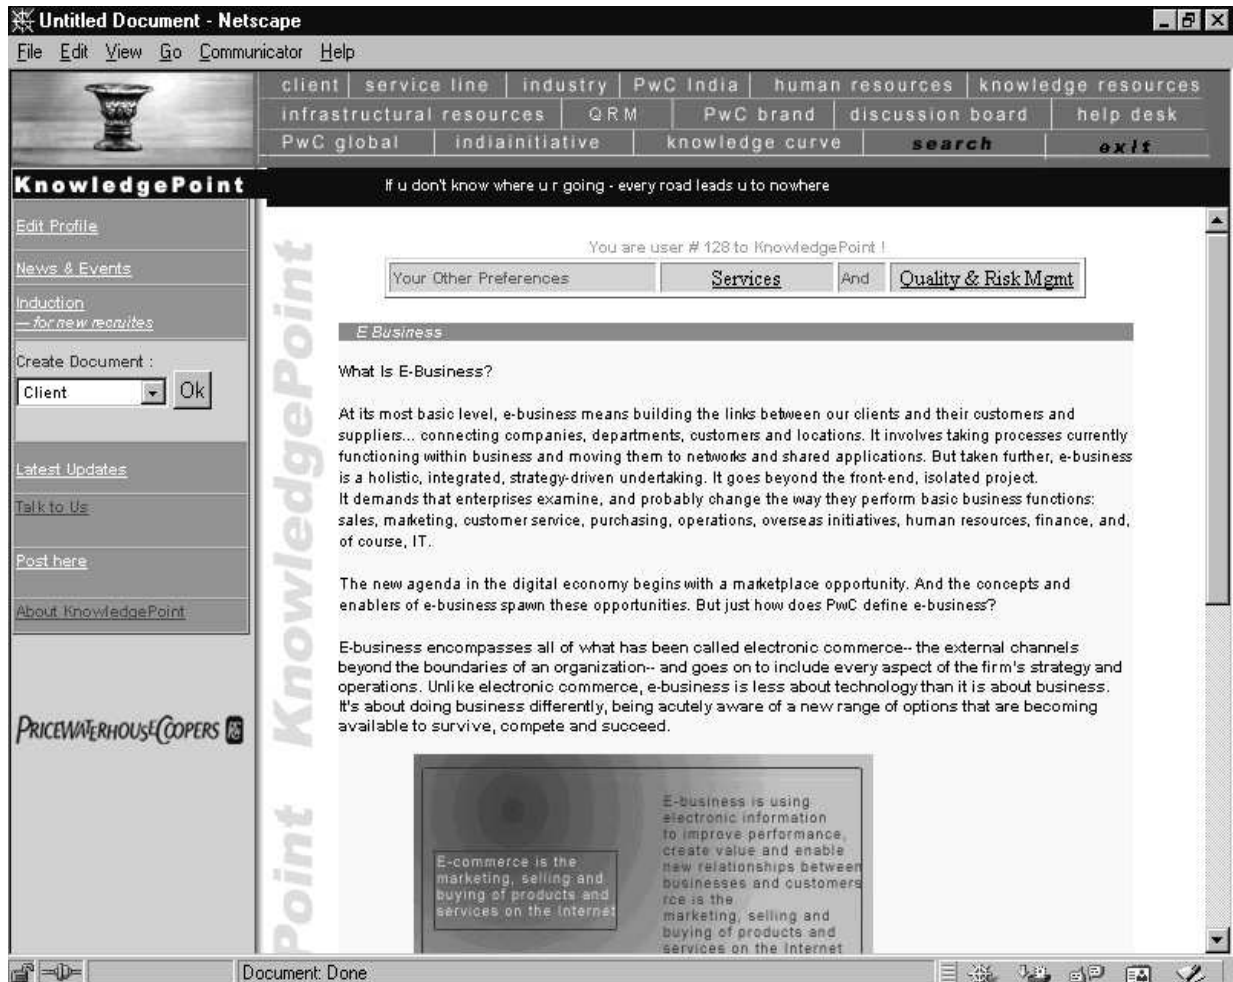 Untitled Document - Netscape
File Edit View Go Communicator Help
client service line industry PwC India human resources knowledge resources
infrastructural resources QRM PwC brand discussion board help desk
PwC global indiainitiative knowledge curve search exit
KnowledgePoint
If u don't know where u r going - every road leads u to nowhere
Edit Profile
News & Events
Induction
— for new recruites
Create Document :
Client Ok
Latest Updates
Talk to Us
Post here
About KnowledgePoint
PRICEWATERHOUSECOOPERS
KnowledgePoint
Point
You are user # 128 to KnowledgePoint !
Your Other Preferences Services And Quality & Risk Mgmt
E Business
What Is E-Business?
At its most basic level, e-business means building the links between our clients and their customers and
suppliers... connecting companies, departments, customers and locations. It involves taking processes currently
functioning within business and moving them to networks and shared applications. But taken further, e-business
is a holistic, integrated, strategy-driven undertaking. It goes beyond the front-end, isolated project.
It demands that enterprises examine, and probably change the way they perform basic business functions:
sales, marketing, customer service, purchasing, operations, overseas initiatives, human resources, finance, and,
of course, IT.
The new agenda in the digital economy begins with a marketplace opportunity. And the concepts and
enablers of e-business spawn these opportunities. But just how does PwC define e-business?
E-business encompasses all of what has been called electronic commerce-- the external channels
beyond the boundaries of an organization-- and goes on to include every aspect of the firm's strategy and
operations. Unlike electronic commerce, e-business is less about technology than it is about business.
It's about doing business differently, being acutely aware of a new range of options that are becoming
available to survive, compete and succeed.
E-commerce is the
marketing, selling and
buying of products and
services on the Internet
E-business is using
electronic information
to improve performance,
create value and enable
new relationships between
businesses and customers
rce is the
marketing, selling and
buying of products and
services on the Internet
Document: Done